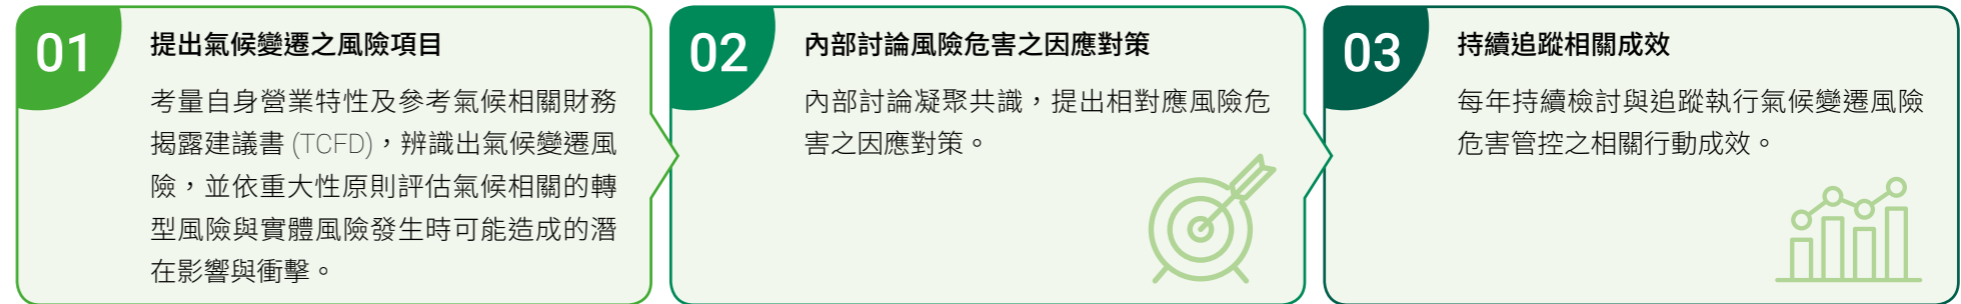 01
提出氣候變遷之風險項目
考量自身營業特性及參考氣候相關財務
揭露建議書 (TCFD)，辨識出氣候變遷風
險，並依重大性原則評估氣候相關的轉
型風險與實體風險發生時可能造成的潛
在影響與衝擊。
02
內部討論風險危害之因應對策
內部討論凝聚共識，提出相對應風險危
害之因應對策。
03
持續追蹤相關成效
每年持續檢討與追蹤執行氣候變遷風險
危害管控之相關行動成效。